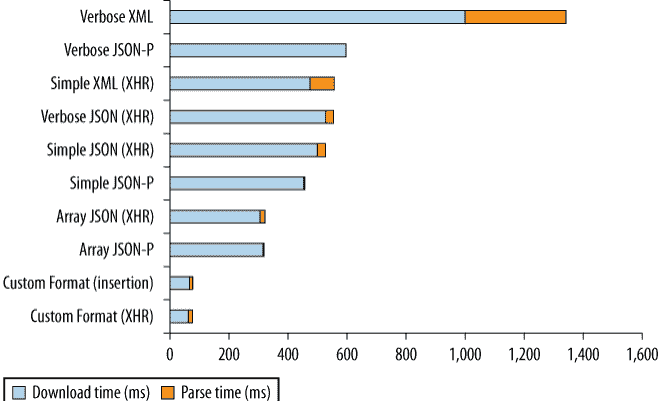 Verbose XML
Verbose JSON-P
Simple XML (XHR)
Verbose JSON (XHR)
Simple JSON (XHR)
Simple JSON-P
Array JSON (XHR)
Array JSON-P
Custom Format (insertion)
Custom Format (XHR)
0 200 400 600 800 1,000 1,200 1,400 1,600
Download time (ms) Parse time (ms)